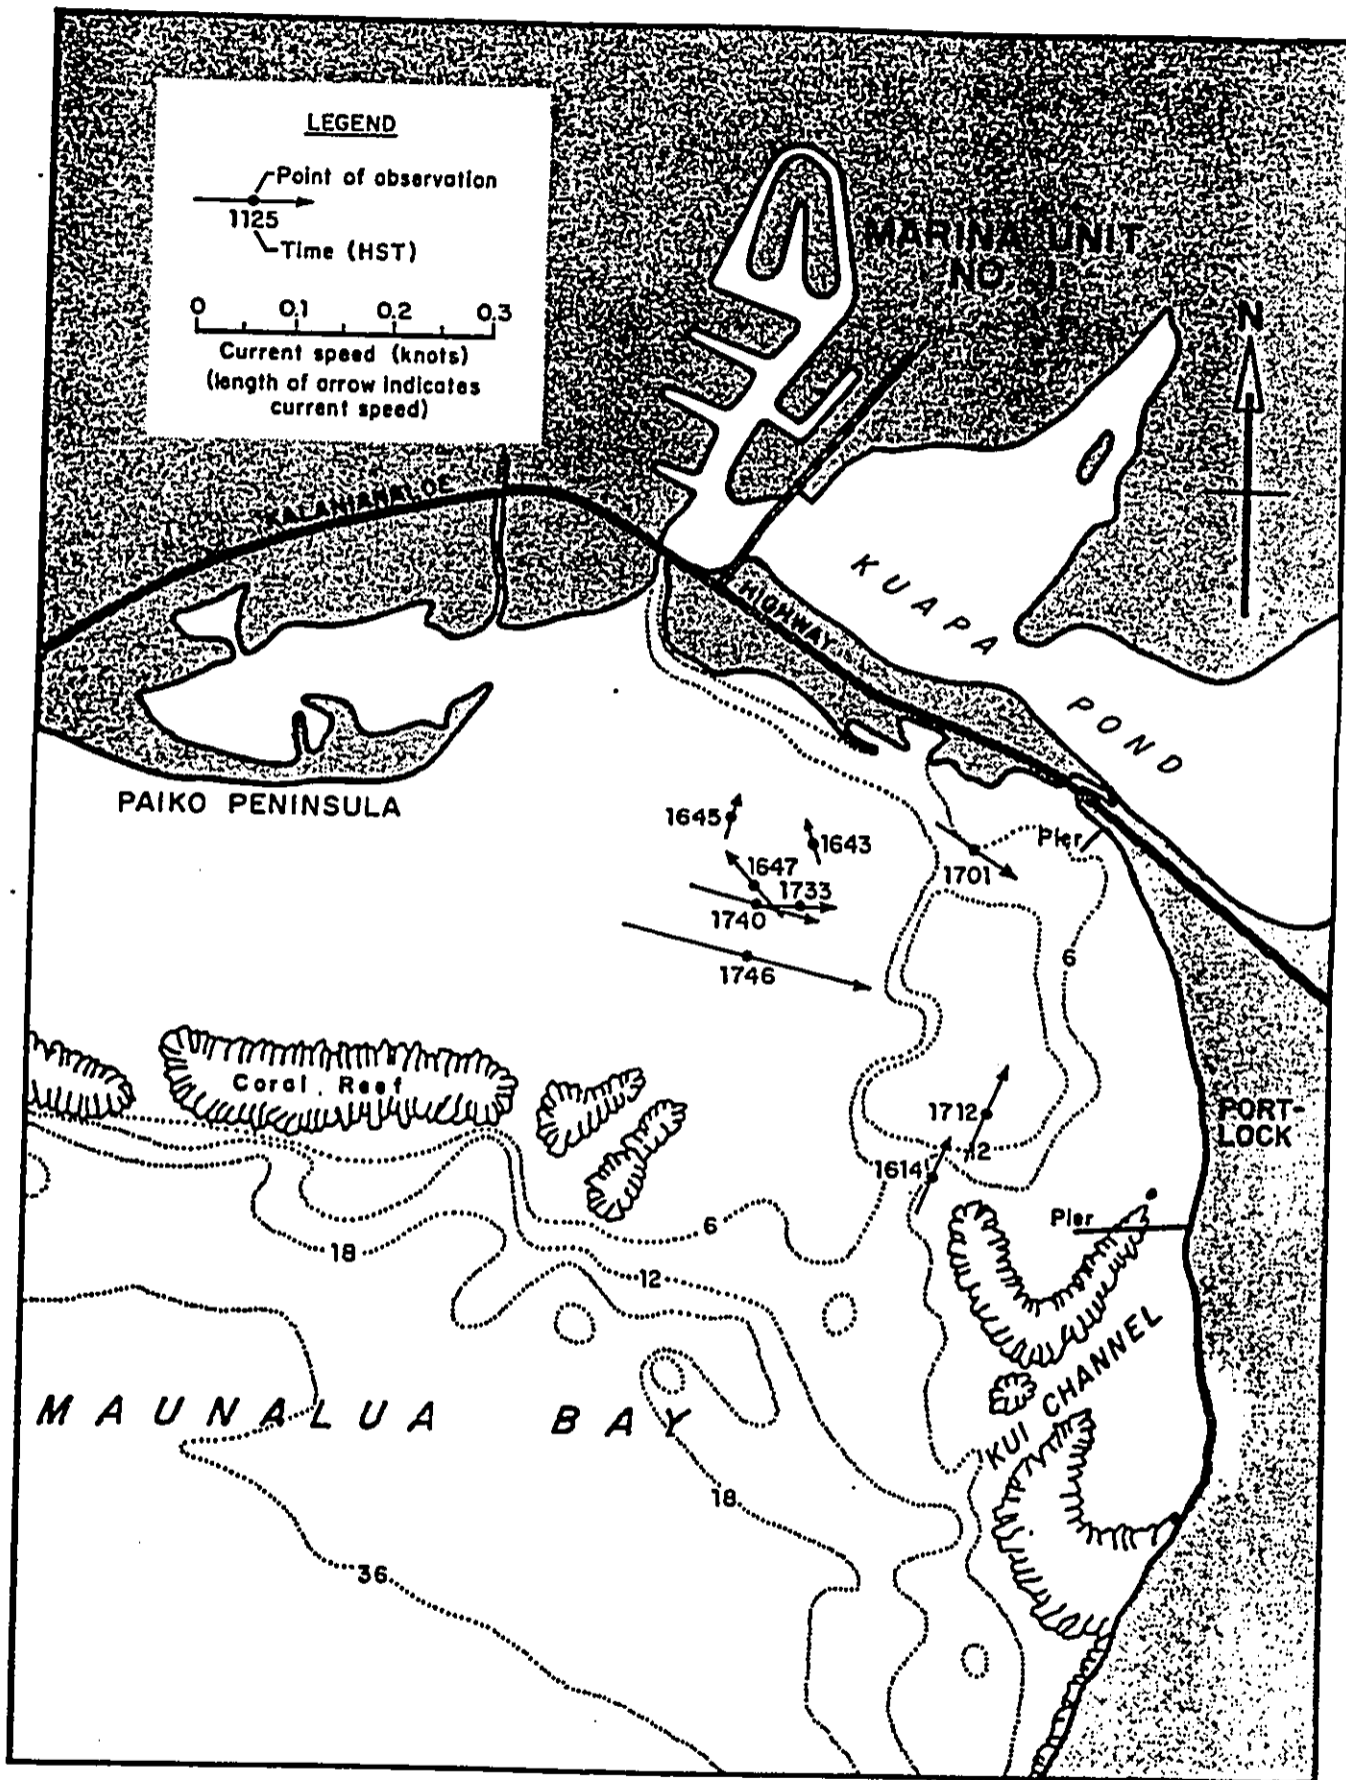 LEGEND
Point of observation
1125
Time (HST)
0 0.1 0.2 0.3
Current speed (knots)
(length of arrow indicates
current speed)
MARINA UNIT
NO 1
N
KALANIANAOLE
HIGHWAY
KUAPA
POND
PAIKO PENINSULA
1645
1643
Pier
1647
1733
1701
1740
1746
6
Coral Reef
1712
PORT-
LOCK
12
1614
Pier
6
18
12
KUI CHANNEL
MAUNALUA BAY
18
36